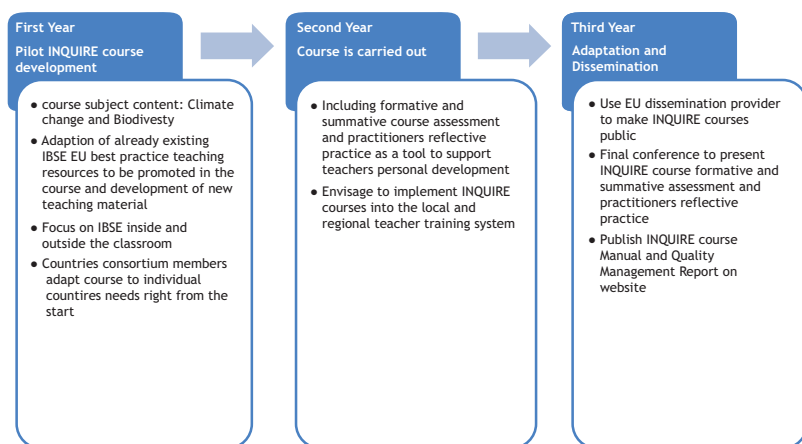 First Year
Pilot INQUIRE course
development
● course subject content: Climate
change and Biodivesty
● Adaption of already existing
IBSE EU best practice teaching
resources to be promoted in the
course and development of new
teaching material
● Focus on IBSE inside and
outside the classroom
● Countries consortium members
adapt course to individual
countires needs right from the
start
Second Year
Course is carried out
● Including formative and
summative course assessment
and practitioners reflective
practice as a tool to support
teachers personal development
● Envisage to implement INQUIRE
courses into the local and
regional teacher training system
Third Year
Adaptation and
Dissemination
● Use EU dissemination provider
to make INQUIRE courses
public
● Final conference to present
INQUIRE course formative and
summative assessment and
practitioners reflective
practice
● Publish INQUIRE course
Manual and Quality
Management Report on
website